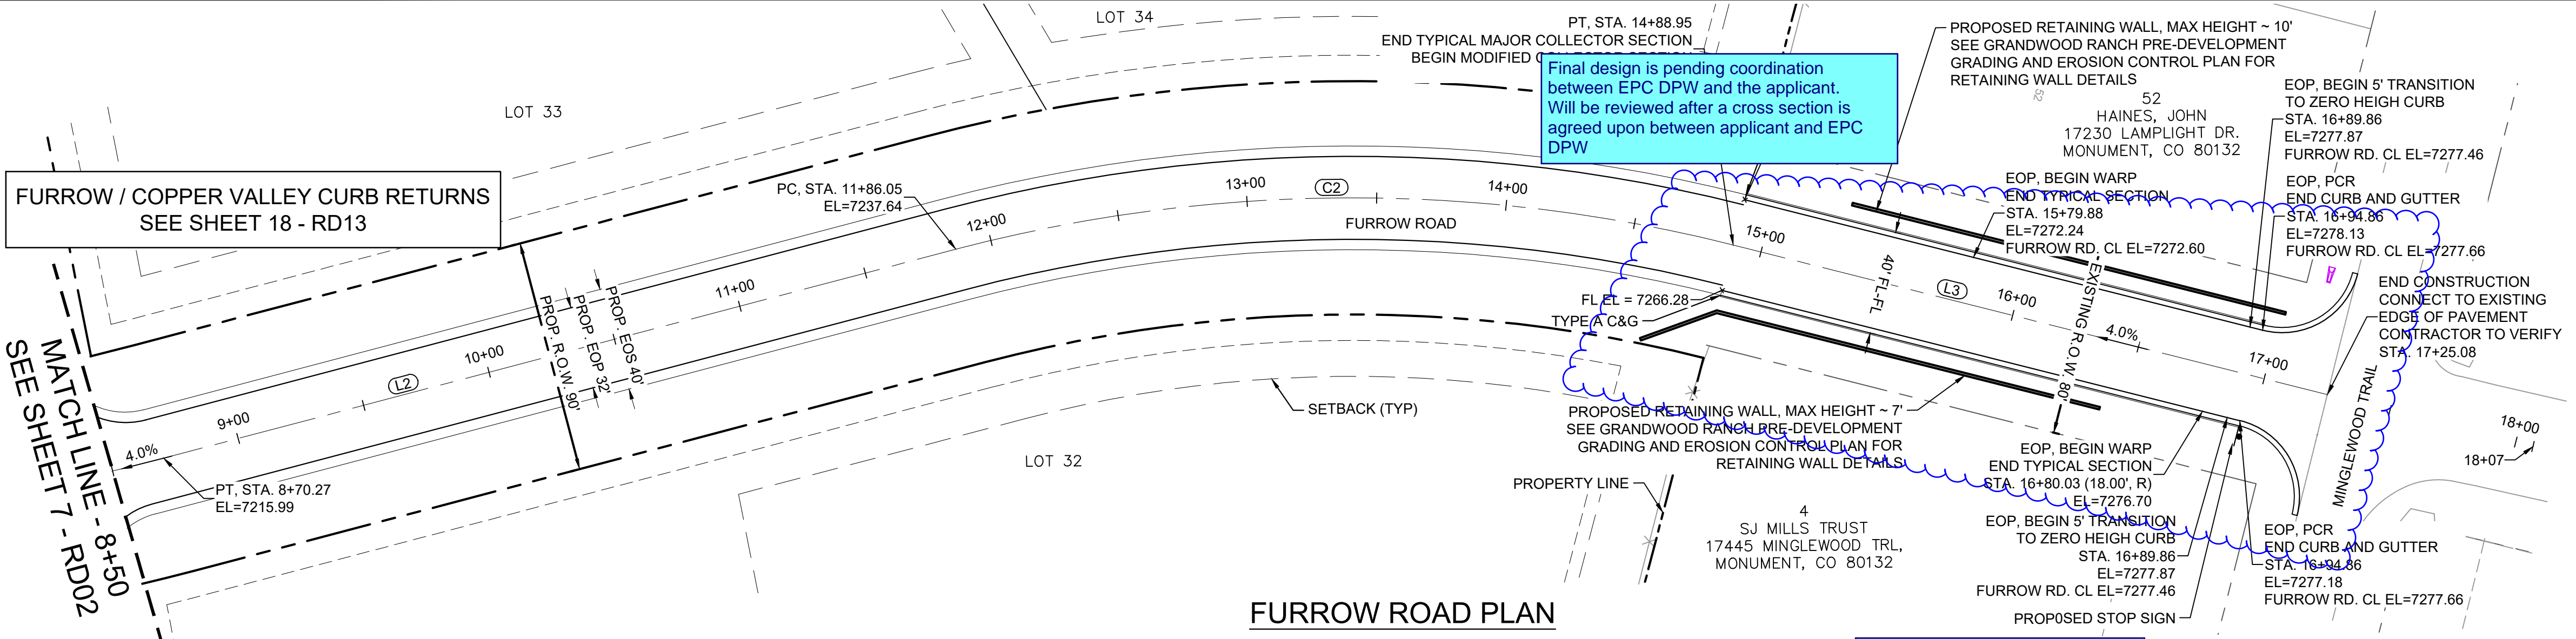 LOT 34
PT, STA. 14+88.95
END TYPICAL MAJOR COLLECTOR SECTION
BEGIN MODIFIED
Final design is pending coordination
between EPC DPW and the applicant.
Will be reviewed after a cross section is
agreed upon between applicant and EPC
DPW
PROPOSED RETAINING WALL, MAX HEIGHT ~ 10'
SEE GRANDWOOD RANCH PRE-DEVELOPMENT
GRADING AND EROSION CONTROL PLAN FOR
RETAINING WALL DETAILS
52
52
HAINES, JOHN
17230 LAMPLIGHT DR.
MONUMENT, CO 80132
EOP, BEGIN 5' TRANSITION
TO ZERO HEIGH CURB
STA. 16+89.86
EL=7277.87
FURROW RD. CL EL=7277.46
LOT 33
FURROW / COPPER VALLEY CURB RETURNS
SEE SHEET 18 - RD13
PC, STA. 11+86.05
EL=7237.64
EOP, BEGIN WARP
END TYPICAL SECTION
STA. 15+79.88
EL=7272.24
FURROW RD. CL EL=7272.60
EOP, PCR
END CURB AND GUTTER
STA. 16+94.86
EL=7278.13
FURROW RD. CL EL=7277.66
END CONSTRUCTION
CONNECT TO EXISTING
EDGE OF PAVEMENT
CONTRACTOR TO VERIFY
STA. 17+25.08
9+00
10+00
11+00
12+00
13+00
14+00
15+00
16+00
17+00
18+00
18+07
L2
C2
L3
FURROW ROAD
4.0%
4.0%
PROP. R.O.W. 90'
PROP. EOP 32'
PROP. EOS 40'
40' FL-FL
EXISTING R.O.W. 80'
FL EL = 7266.28
TYPE A C&G
MATCH LINE - 8+50
SEE SHEET 7 - RD02
PT, STA. 8+70.27
EL=7215.99
SETBACK (TYP)
LOT 32
PROPOSED RETAINING WALL, MAX HEIGHT ~ 7'
SEE GRANDWOOD RANCH PRE-DEVELOPMENT
GRADING AND EROSION CONTROL PLAN FOR
RETAINING WALL DETAILS
PROPERTY LINE
4
SJ MILLS TRUST
17445 MINGLEWOOD TRL,
MONUMENT, CO 80132
EOP, BEGIN WARP
END TYPICAL SECTION
STA. 16+80.03 (18.00', R)
EL=7276.70
EOP, BEGIN 5' TRANSITION
TO ZERO HEIGH CURB
STA. 16+89.86
EL=7277.87
FURROW RD. CL EL=7277.46
PROP0SED STOP SIGN
MINGLEWOOD TRAIL
EOP, PCR
END CURB AND GUTTER
STA. 16+94.86
EL=7277.18
FURROW RD. CL EL=7277.66
FURROW ROAD PLAN